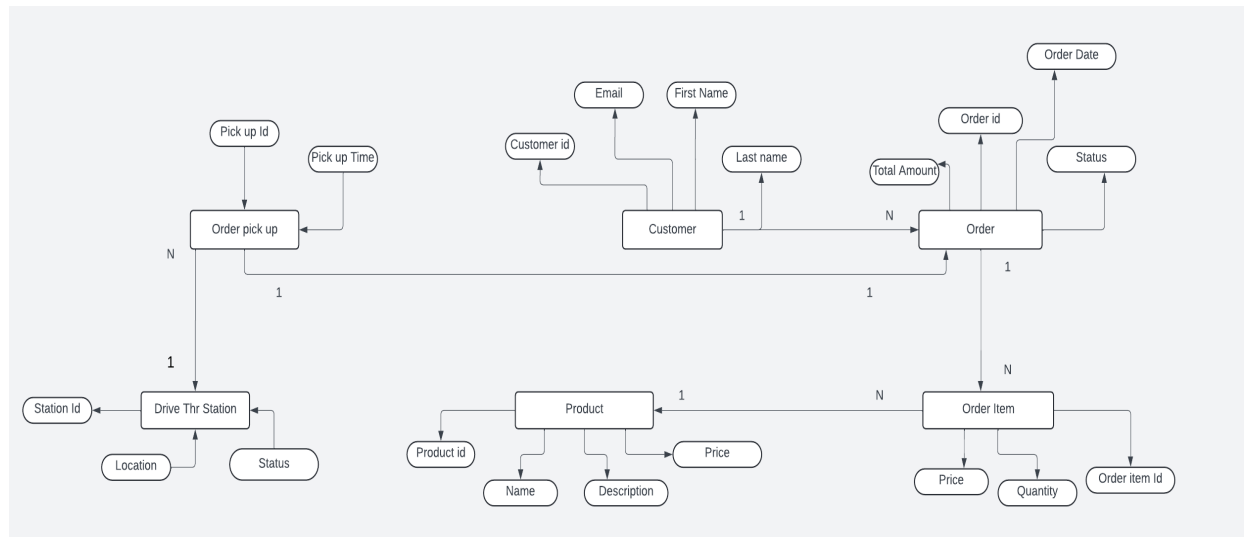 Order Date
Email
First Name
Order id
Pick up Id
Customer id
Pick up Time
Last name
Status
Total Amount
Order pick up
Customer
1
N
Order
N
1
1
1
1
N
Station Id
Drive Thr Station
Product
1
N
Order Item
Location
Status
Product id
Price
Name
Description
Price
Quantity
Order item Id